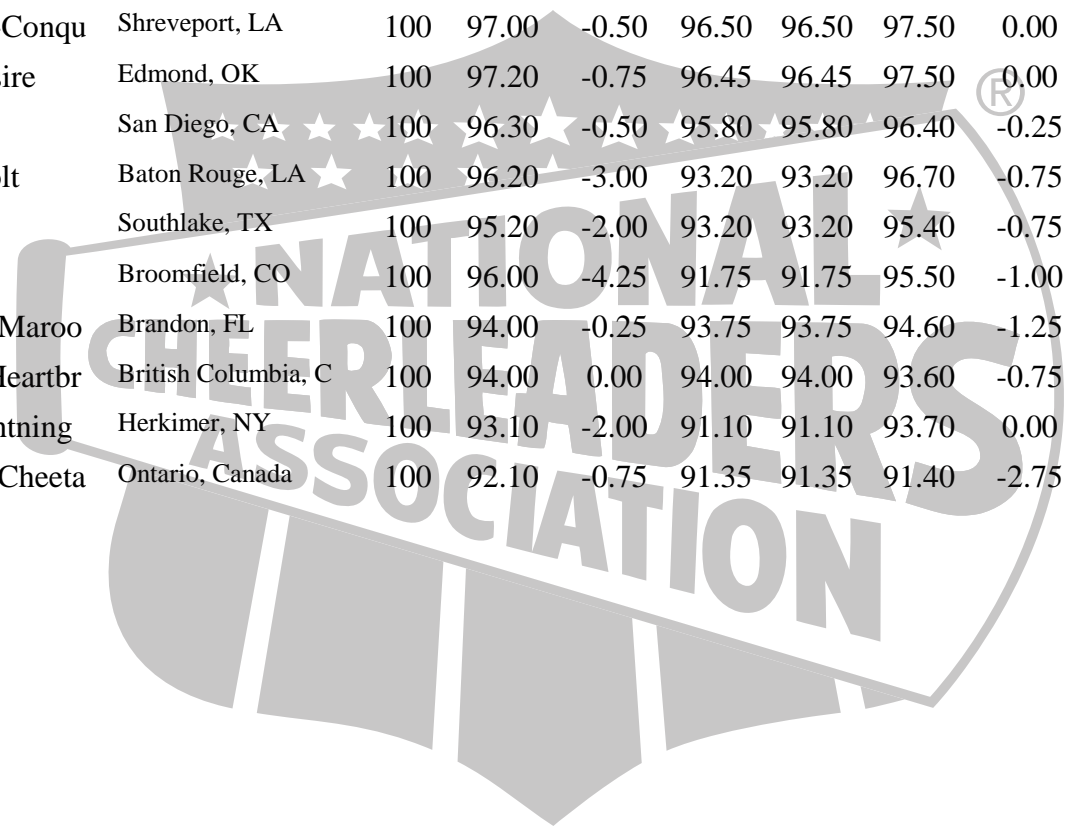 Conqu Shreveport, LA 100 97.00 -0.50 96.50 96.50 97.50 0.00
ire Edmond, OK 100 97.20 -0.75 96.45 96.45 97.50 0.00
San Diego, CA 100 96.30 -0.50 95.80 95.80 96.40 -0.25
lt Baton Rouge, LA 100 96.20 -3.00 93.20 93.20 96.70 -0.75
Southlake, TX 100 95.20 -2.00 93.20 93.20 95.40 -0.75
Broomfield, CO 100 96.00 -4.25 91.75 91.75 95.50 -1.00
Maroo Brandon, FL 100 94.00 -0.25 93.75 93.75 94.60 -1.25
Heartbr British Columbia, C 100 94.00 0.00 94.00 94.00 93.60 -0.75
htning Herkimer, NY 100 93.10 -2.00 91.10 91.10 93.70 0.00
Cheeta Ontario, Canada 100 92.10 -0.75 91.35 91.35 91.40 -2.75
NATIONAL
CHEERLEADERS
ASSOCIATION
®